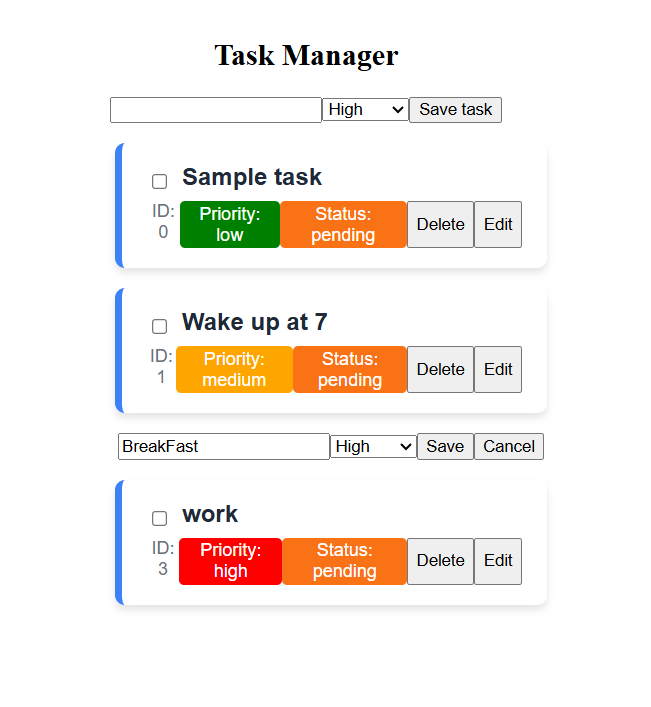 Task Manager
High Save task
Sample task
ID: 0 Priority: low Status: pending Delete Edit
Wake up at 7
ID: 1 Priority: medium Status: pending Delete Edit
BreakFast High Save Cancel
work
ID: 3 Priority: high Status: pending Delete Edit